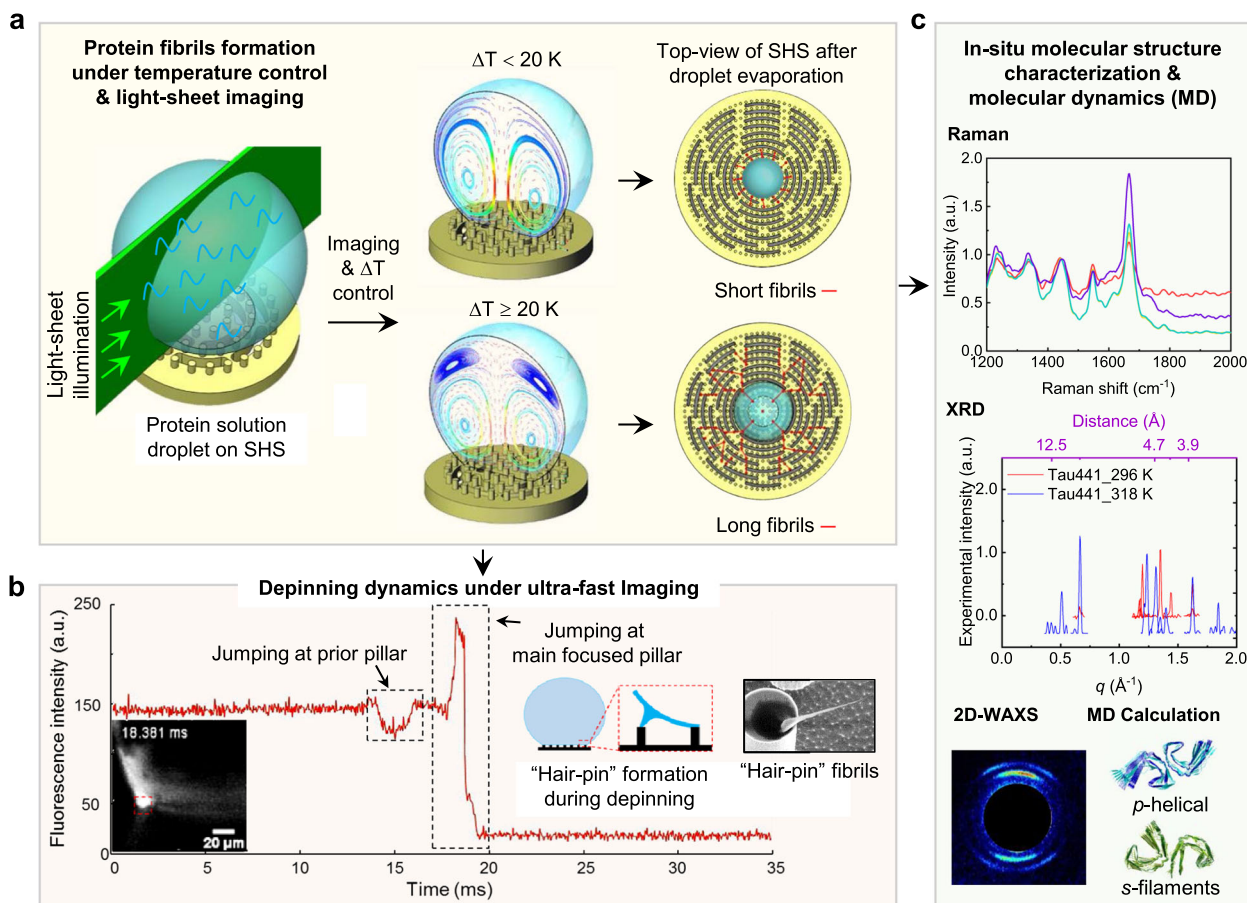 a
Protein fibrils formation
under temperature control
& light-sheet imaging
Light-sheet
illumination
Protein solution
droplet on SHS
Imaging
& ΔT
control
ΔT < 20 K
ΔT ≥ 20 K
Top-view of SHS after
droplet evaporation
Short fibrils
Long fibrils
b
Depinning dynamics under ultra-fast Imaging
Fluorescence intensity (a.u.)
250
150
50
0
Jumping at prior pillar
Jumping at
main focused pillar
18.381 ms
20 μm
"Hair-pin" formation
during depinning
"Hair-pin" fibrils
0 5 10 15 20 25 30 35
Time (ms)
c
In-situ molecular structure
characterization &
molecular dynamics (MD)
Raman
Intensity (a.u.)
2.0
1.5
1.0
0.5
0.0
1200 1400 1600 1800 2000
Raman shift (cm⁻¹)
XRD
Distance (Å)
12.5 4.7 3.9
Tau441_296 K
Tau441_318 K
Experimental intensity (a.u.)
2.0
1.0
0.0
0.0 0.5 1.0 1.5 2.0
q (Å⁻¹)
2D-WAXS
MD Calculation
p-helical
s-filaments